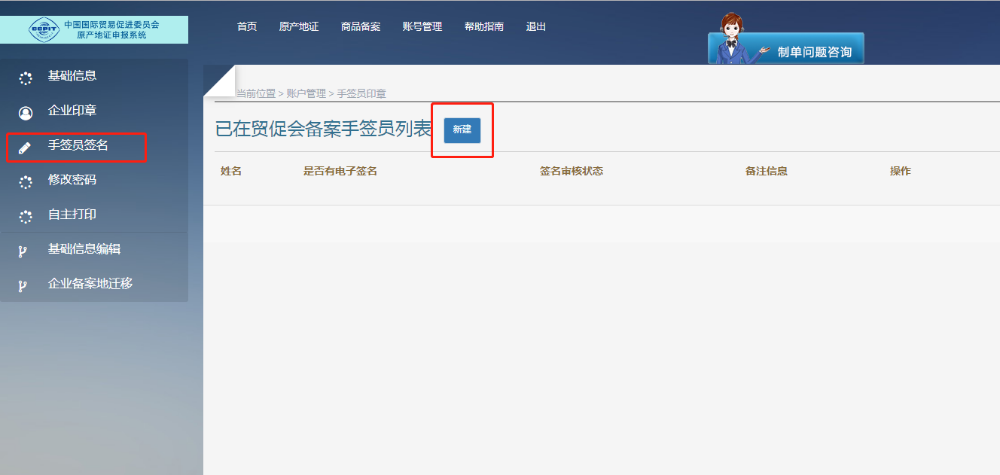 中国国际贸易促进委员会
原产地证申报系统
CCPIT
首页 原产地证 商品备案 账号管理 帮助指南 退出
制单问题咨询
基础信息
企业印章
手签员签名
修改密码
自主打印
基础信息编辑
企业备案地迁移
当前位置 > 账户管理 > 手签员印章
已在贸促会备案手签员列表 新建
姓名 是否有电子签名 签名审核状态 备注信息 操作